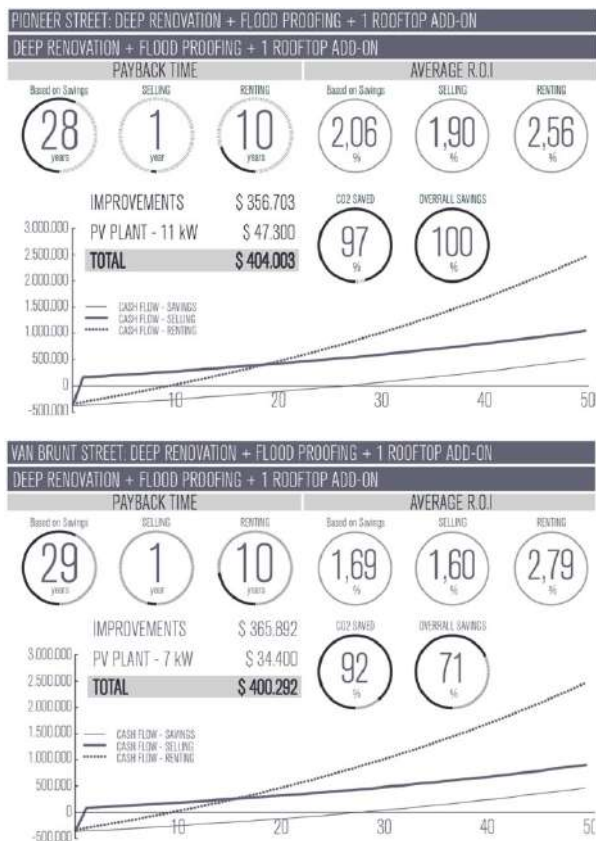 PIONEER STREET: DEEP RENOVATION + FLOOD PROOFING + 1 ROOFTOP ADD-ON
DEEP RENOVATION + FLOOD PROOFING + 1 ROOFTOP ADD-ON
PAYBACK TIME AVERAGE R.O.I
Based on Savings SELLING RENTING Based on Savings SELLING RENTING
28 1 10 2,06 1,90 2,56
years year years % % %
IMPROVEMENTS $ 356.703 CO2 SAVED OVERRALL SAVINGS
PV PLANT - 11 kW $ 47.300 97 100
TOTAL $ 404.003 % %
3.000.000
2.500.000
2.000.000
1.500.000
1.000.000
500.000
0
-500.000
CASH FLOW - SAVINGS
CASH FLOW - SELLING
CASH FLOW - RENTING
10 20 30 40 50
VAN BRUNT STREET: DEEP RENOVATION + FLOOD PROOFING + 1 ROOFTOP ADD-ON
DEEP RENOVATION + FLOOD PROOFING + 1 ROOFTOP ADD-ON
PAYBACK TIME AVERAGE R.O.I
Based on Savings SELLING RENTING Based on Savings SELLING RENTING
29 1 10 1,69 1,60 2,79
years year years % % %
IMPROVEMENTS $ 365.892 CO2 SAVED OVERRALL SAVINGS
PV PLANT - 7 kW $ 34.400 92 71
TOTAL $ 400.292 % %
3.000.000
2.500.000
2.000.000
1.500.000
1.000.000
500.000
0
-500.000
CASH FLOW - SAVINGS
CASH FLOW - SELLING
CASH FLOW - RENTING
10 20 30 40 50